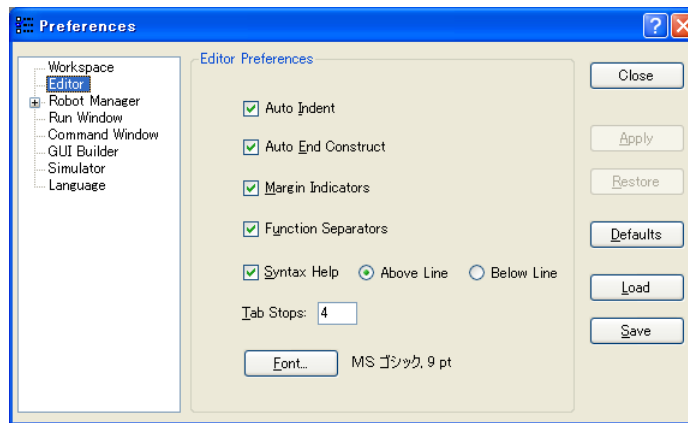 Preferences
Workspace
Editor
Robot Manager
Run Window
Command Window
GUI Builder
Simulator
Language
Editor Preferences
Auto Indent
Auto End Construct
Margin Indicators
Function Separators
Syntax Help Above Line Below Line
Tab Stops: 4
Font... MS ゴシック, 9 pt
Close
Apply
Restore
Defaults
Load
Save